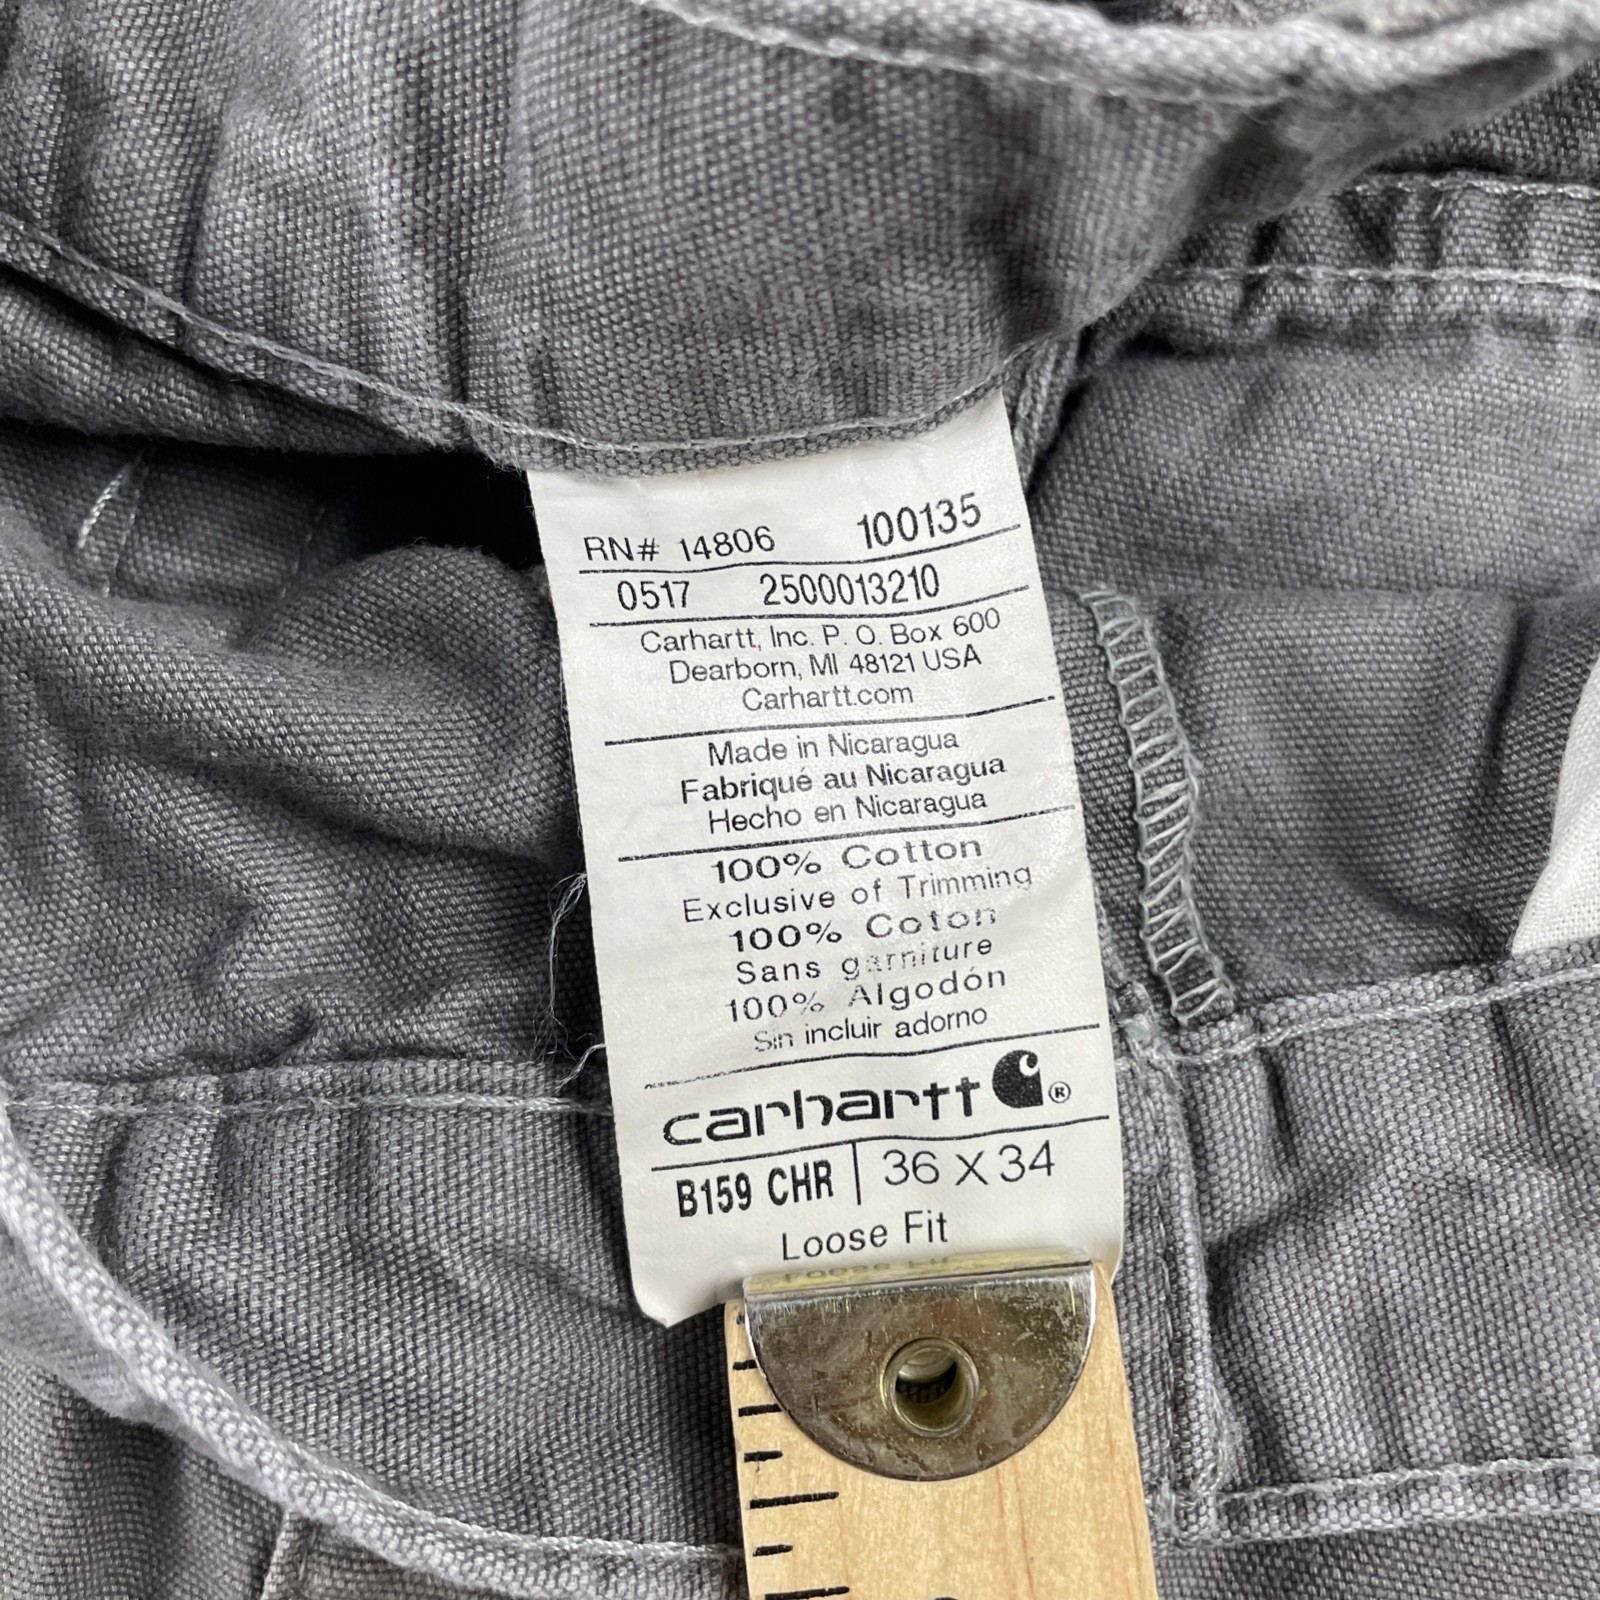 RN# 14806 100135
0517 2500013210
Carhartt, Inc. P. O. Box 600
Dearborn, MI 48121 USA
Carhartt.com
Made in Nicaragua
Fabriqué au Nicaragua
Hecho en Nicaragua
100% Cotton
Exclusive of Trimming
100% Coton
Sans garniture
100% Algodón
Sin incluir adorno
carhartt ®
B159 CHR | 36 X 34
Loose Fit